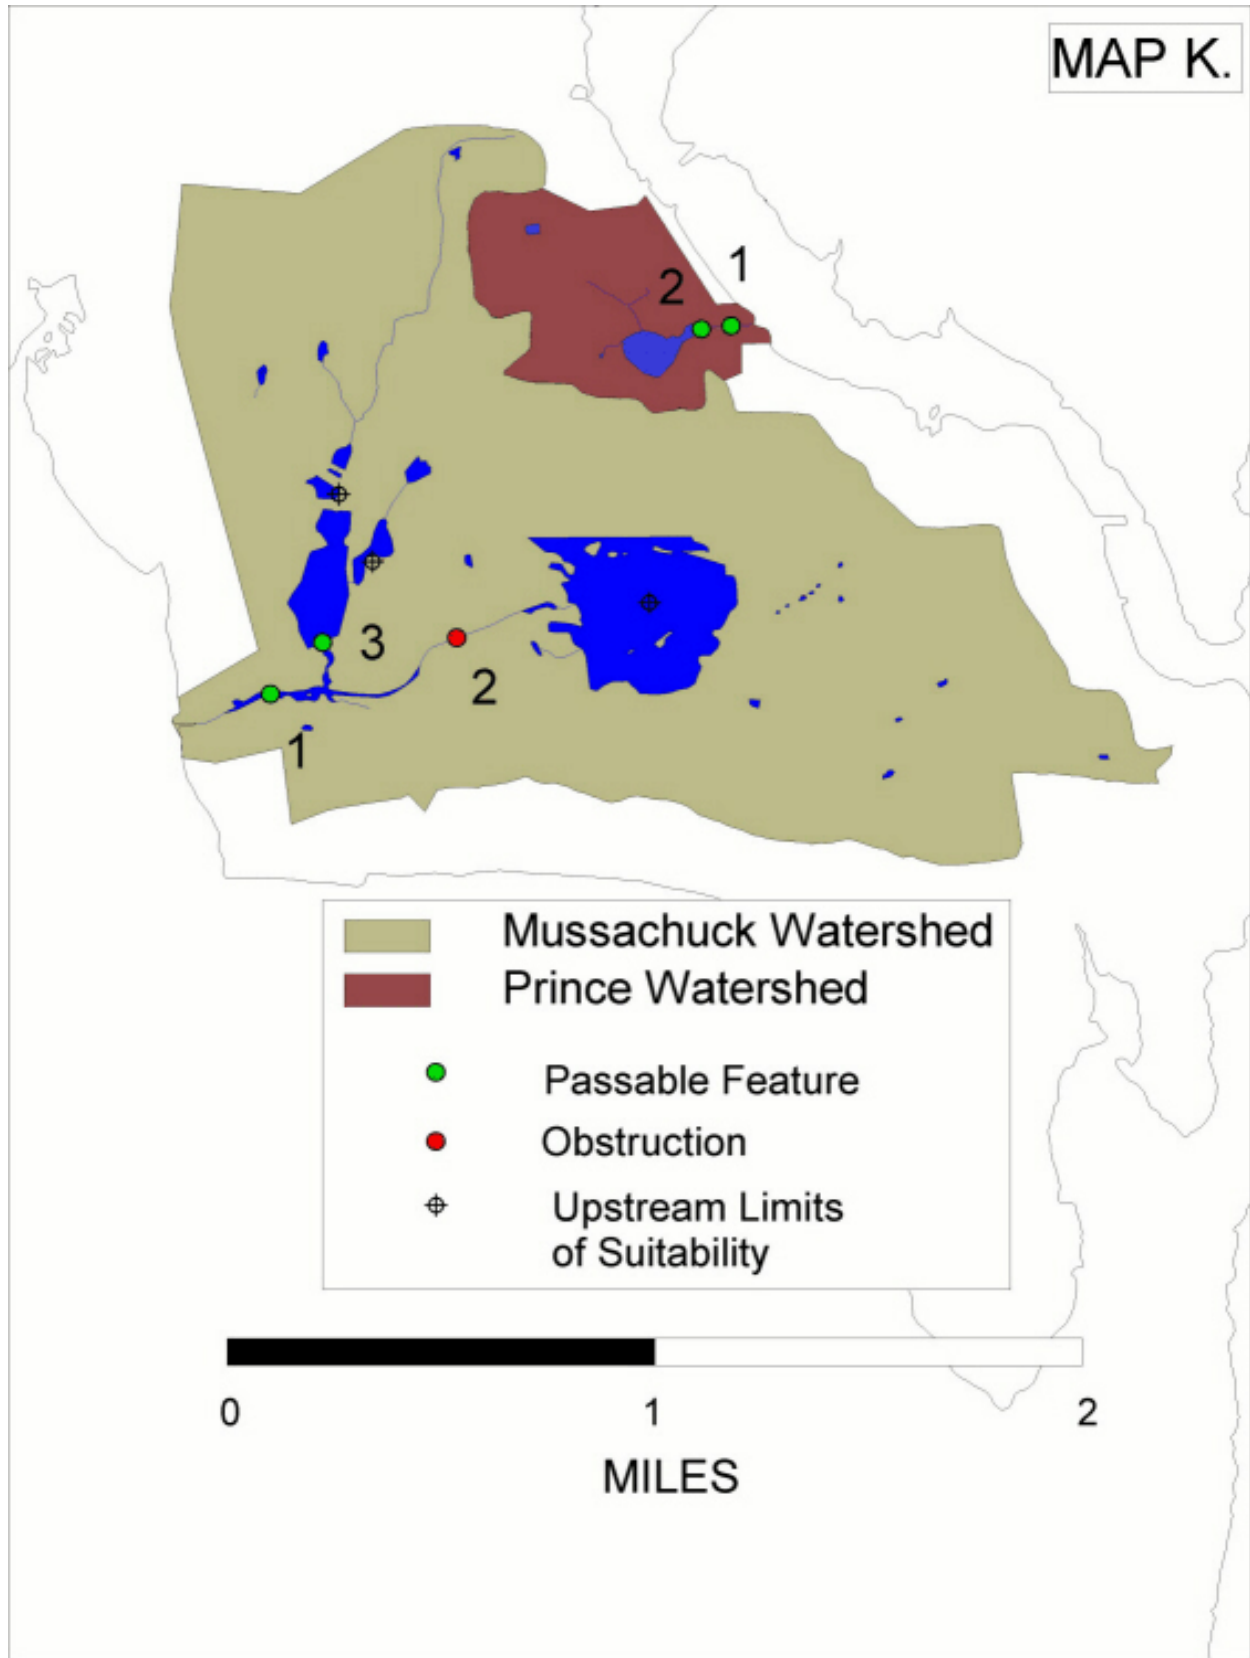 MAP K.
1
2
3
2
1
Mussachuck Watershed
Prince Watershed
Passable Feature
Obstruction
Upstream Limits
of Suitability
0 1 2
MILES